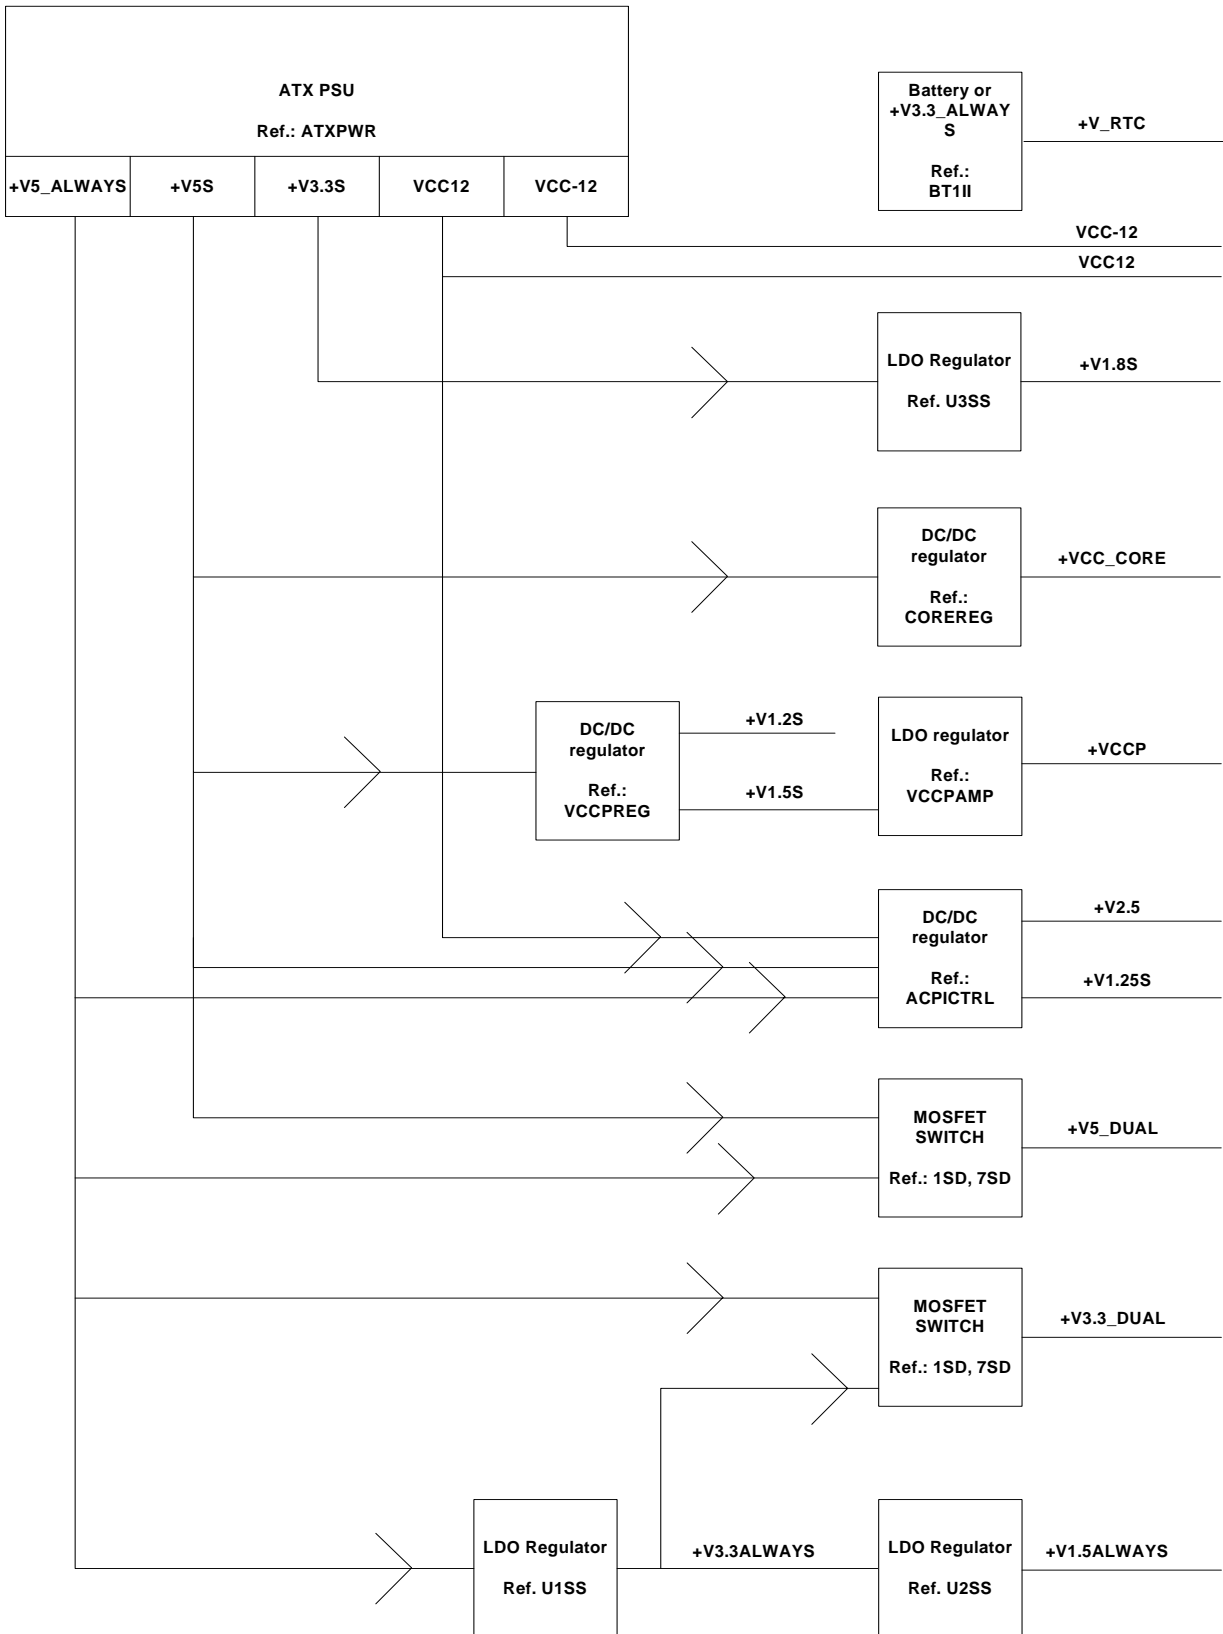 ATX PSU
Ref.: ATXPWR
+V5_ALWAYS
+V5S
+V3.3S
VCC12
VCC-12
Battery or
+V3.3_ALWAY
S
Ref.:
BT1II
+V_RTC
VCC-12
VCC12
LDO Regulator
Ref. U3SS
+V1.8S
DC/DC
regulator
Ref.:
COREREG
+VCC_CORE
DC/DC
regulator
Ref.:
VCCPREG
+V1.2S
+V1.5S
LDO regulator
Ref.:
VCCPAMP
+VCCP
DC/DC
regulator
Ref.:
ACPICTRL
+V2.5
+V1.25S
MOSFET
SWITCH
Ref.: 1SD, 7SD
+V5_DUAL
MOSFET
SWITCH
Ref.: 1SD, 7SD
+V3.3_DUAL
LDO Regulator
Ref. U1SS
+V3.3ALWAYS
LDO Regulator
Ref. U2SS
+V1.5ALWAYS